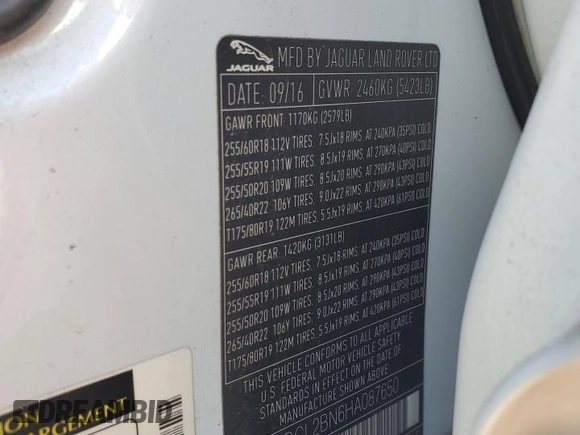 JAGUAR
MFD BY JAGUAR LAND ROVER LTD
DATE: 09/16 GVWR: 2460KG (5423LB)
GAWR FRONT: 1170KG (2579LB)
255/60R18 112V TIRES. 7.5Jx18 RIMS. AT 240KPA (35PSI) COLD
255/55R19 111W TIRES. 8.5Jx19 RIMS. AT 270KPA (40PSI) COLD
255/50R20 109W TIRES. 8.5Jx20 RIMS. AT 290KPA (43PSI) COLD
265/40R22 106Y TIRES. 9.0Jx22 RIMS. AT 290KPA (43PSI) COLD
T175/80R19 122M TIRES. 5.5Jx19 RIMS. AT 420KPA (61PSI) COLD
GAWR REAR: 1420KG (3131LB)
255/60R18 112V TIRES. 7.5Jx18 RIMS. AT 240KPA (35PSI) COLD
255/55R19 111W TIRES. 8.5Jx19 RIMS. AT 270KPA (40PSI) COLD
255/50R20 109W TIRES. 8.5Jx20 RIMS. AT 290KPA (43PSI) COLD
265/40R22 106Y TIRES. 9.0Jx22 RIMS. AT 290KPA (43PSI) COLD
T175/80R19 122M TIRES. 5.5Jx19 RIMS. AT 420KPA (61PSI) COLD
THIS VEHICLE CONFORMS TO ALL APPLICABLE
U.S. FEDERAL MOTOR VEHICLE SAFETY
IN EFFECT ON THE DATE OF
2BN6HA087650
DREAMBID
ARGEMENT